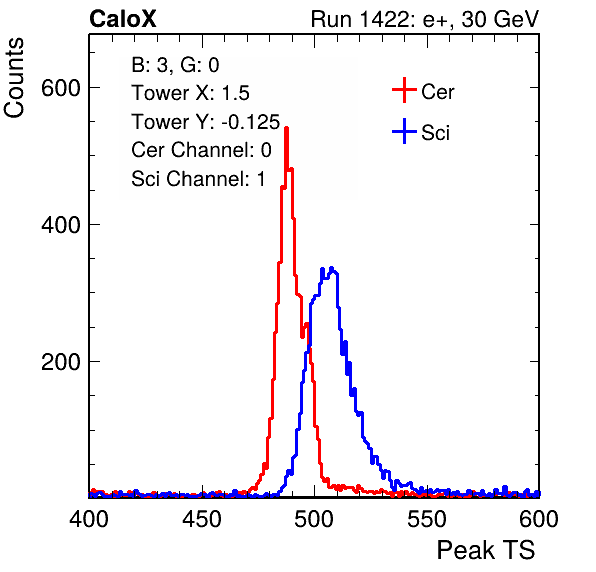 CaloX Run 1422: e+, 30 GeV
Counts
B: 3, G: 0
Tower X: 1.5
Tower Y: -0.125
Cer Channel: 0
Sci Channel: 1
Cer
Sci
600
400
200
400 450 500 550 600
Peak TS